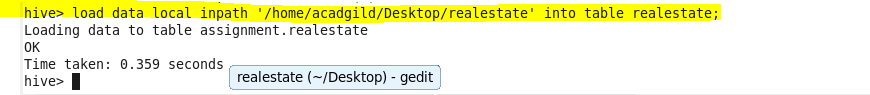 hive> load data local inpath '/home/acadgild/Desktop/realestate' into table realestate;
Loading data to table assignment.realestate
OK
Time taken: 0.359 seconds
realestate (~/Desktop) - gedit
hive>